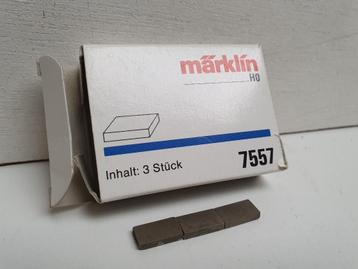 märklin
HO
Inhalt: 3 Stück
7557